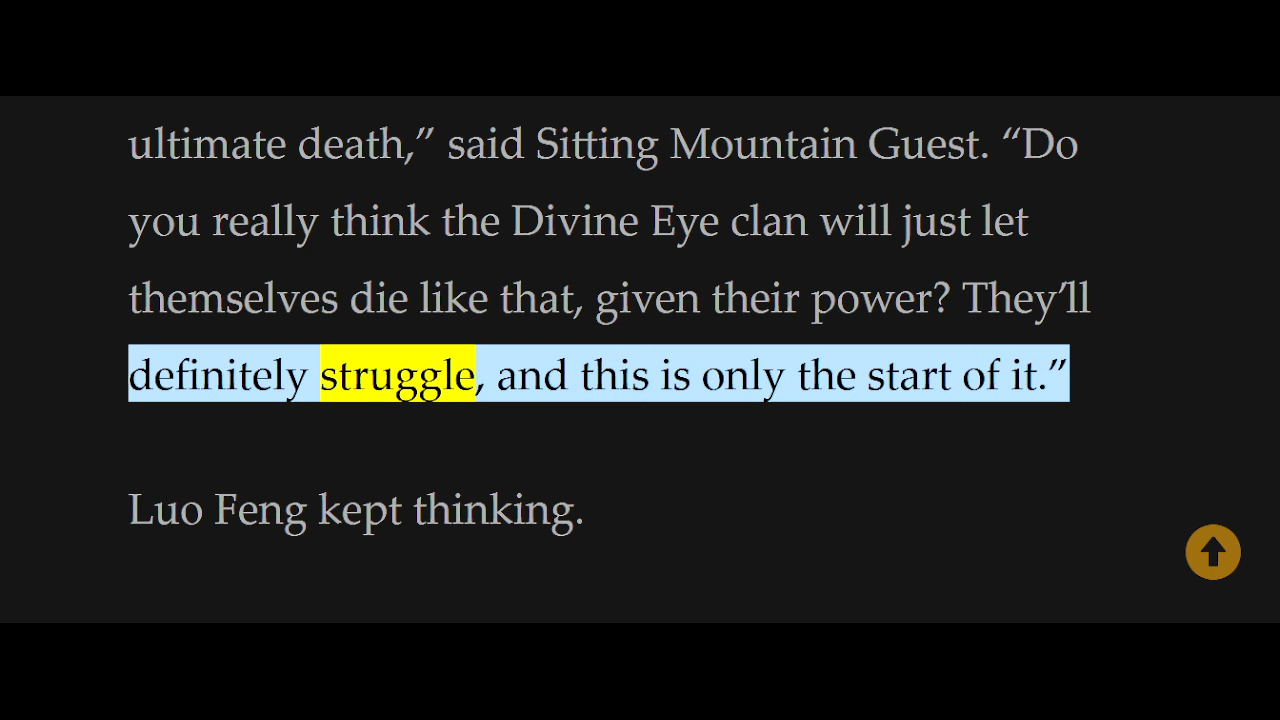 ultimate death,” said Sitting Mountain Guest. “Do
you really think the Divine Eye clan will just let
themselves die like that, given their power? They’ll
definitely struggle, and this is only the start of it.”
Luo Feng kept thinking.